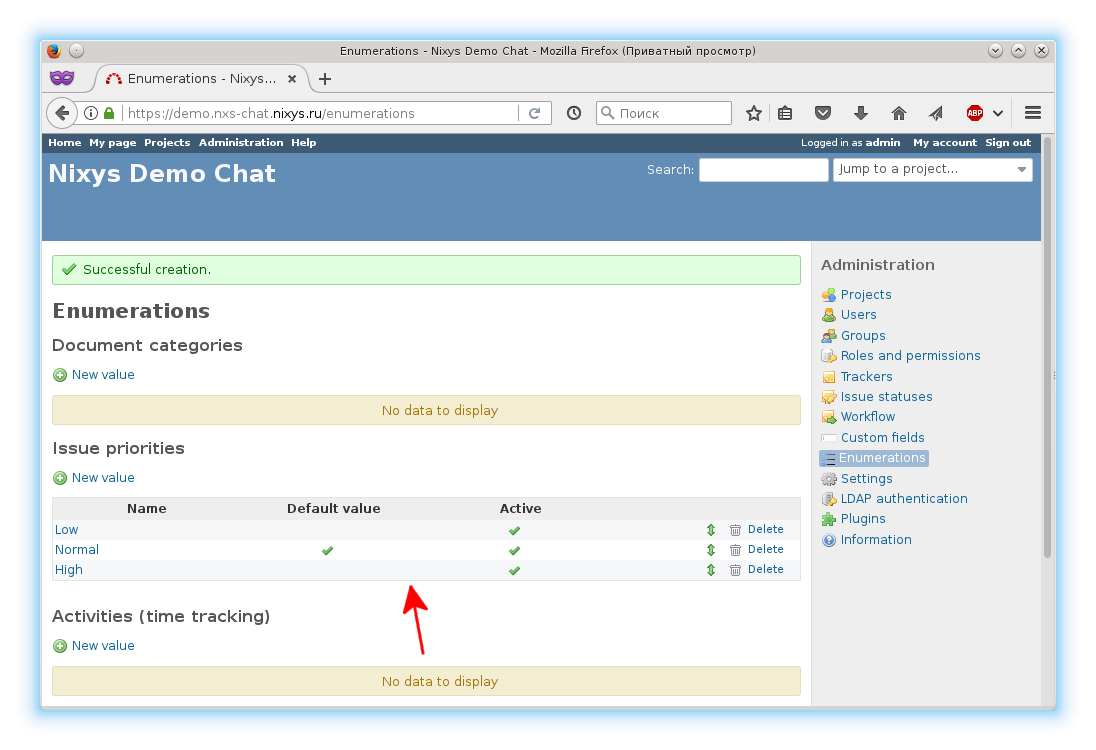 Enumerations - Nixys Demo Chat - Mozilla Firefox (Приватный просмотр)
Enumerations - Nixys...
https://demo.nxs-chat.nixys.ru/enumerations
Поиск
ABP
Home My page Projects Administration Help
Logged in as admin My account Sign out
Nixys Demo Chat
Search:
Jump to a project...
Successful creation.
Enumerations
Document categories
New value
No data to display
Issue priorities
New value
Name Default value Active
Low Delete
Normal Delete
High Delete
Activities (time tracking)
New value
No data to display
Administration
Projects
Users
Groups
Roles and permissions
Trackers
Issue statuses
Workflow
Custom fields
Enumerations
Settings
LDAP authentication
Plugins
Information